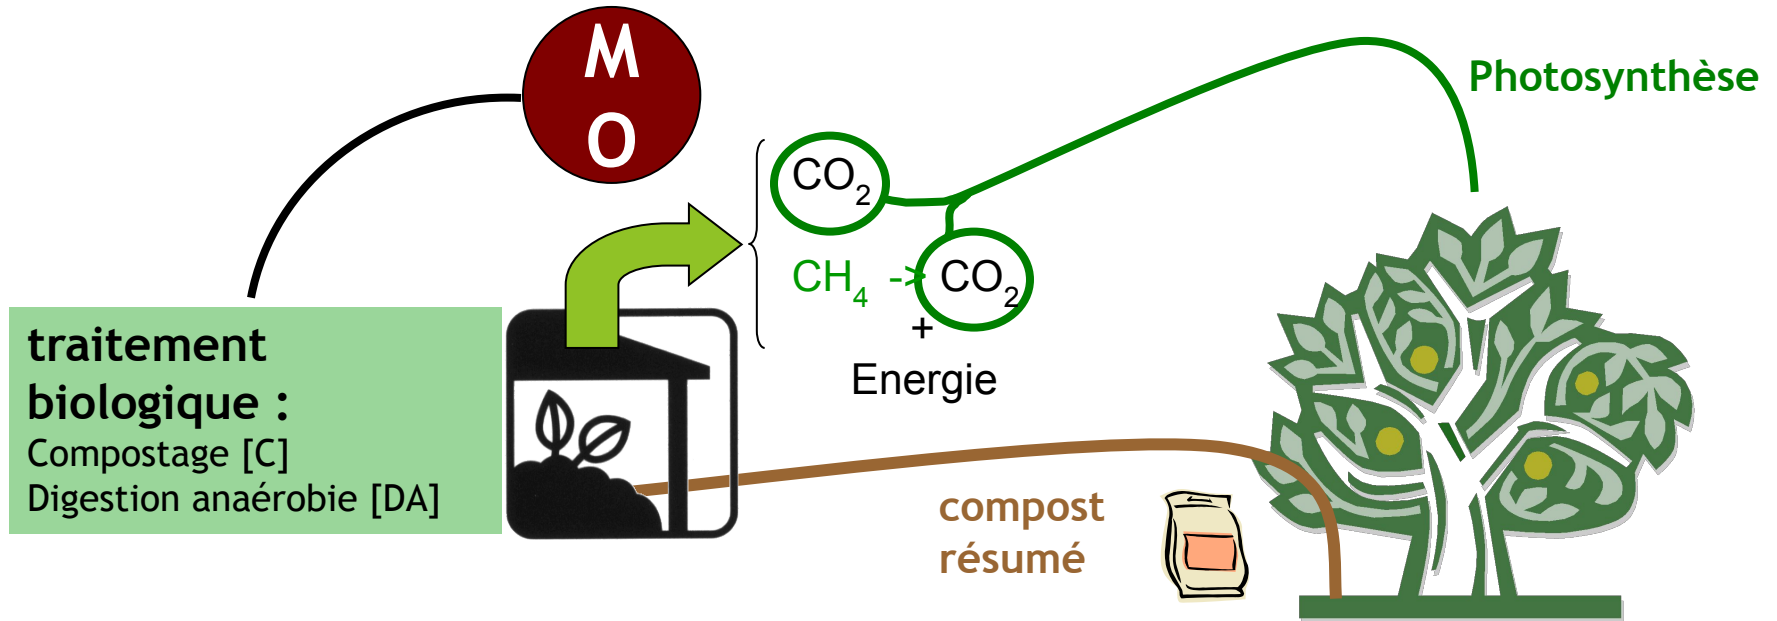 M
O
Photosynthèse
CO2
CH4 -> CO2
+
Energie
traitement
biologique :
Compostage [C]
Digestion anaérobie [DA]
compost
résumé